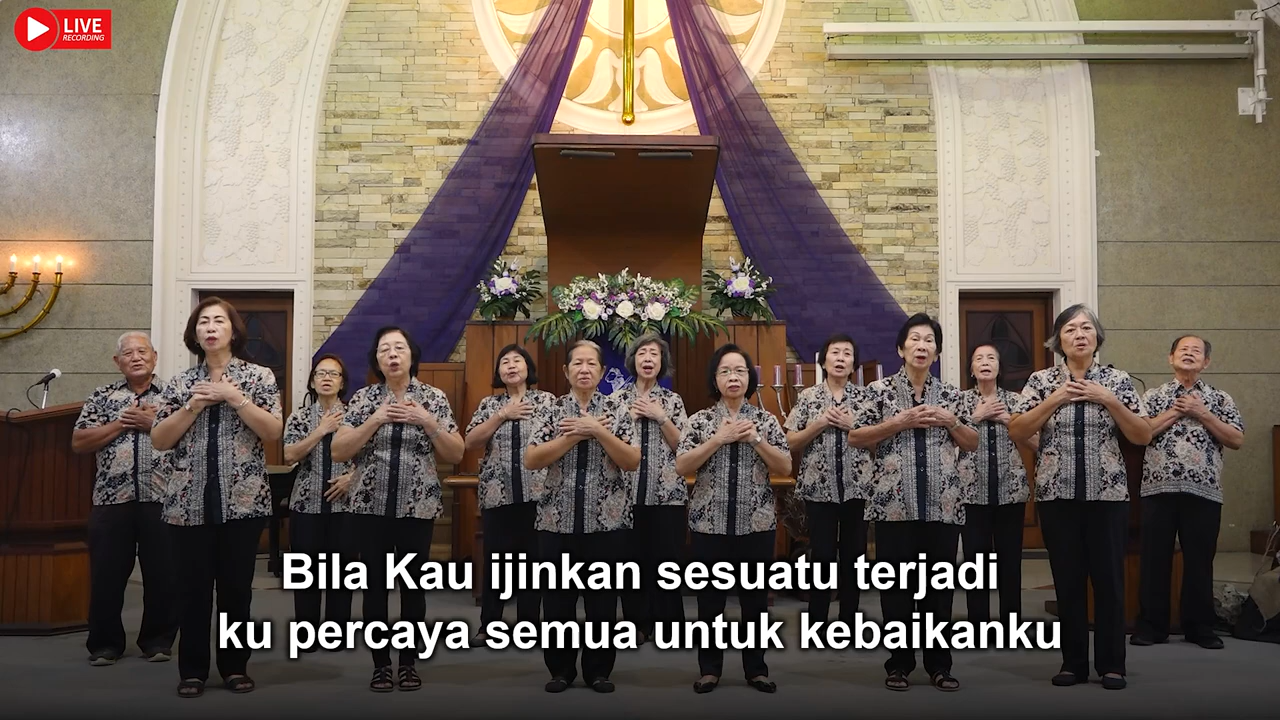 LIVE
RECORDING
Bila Kau ijinkan sesuatu terjadi
ku percaya semua untuk kebaikanku